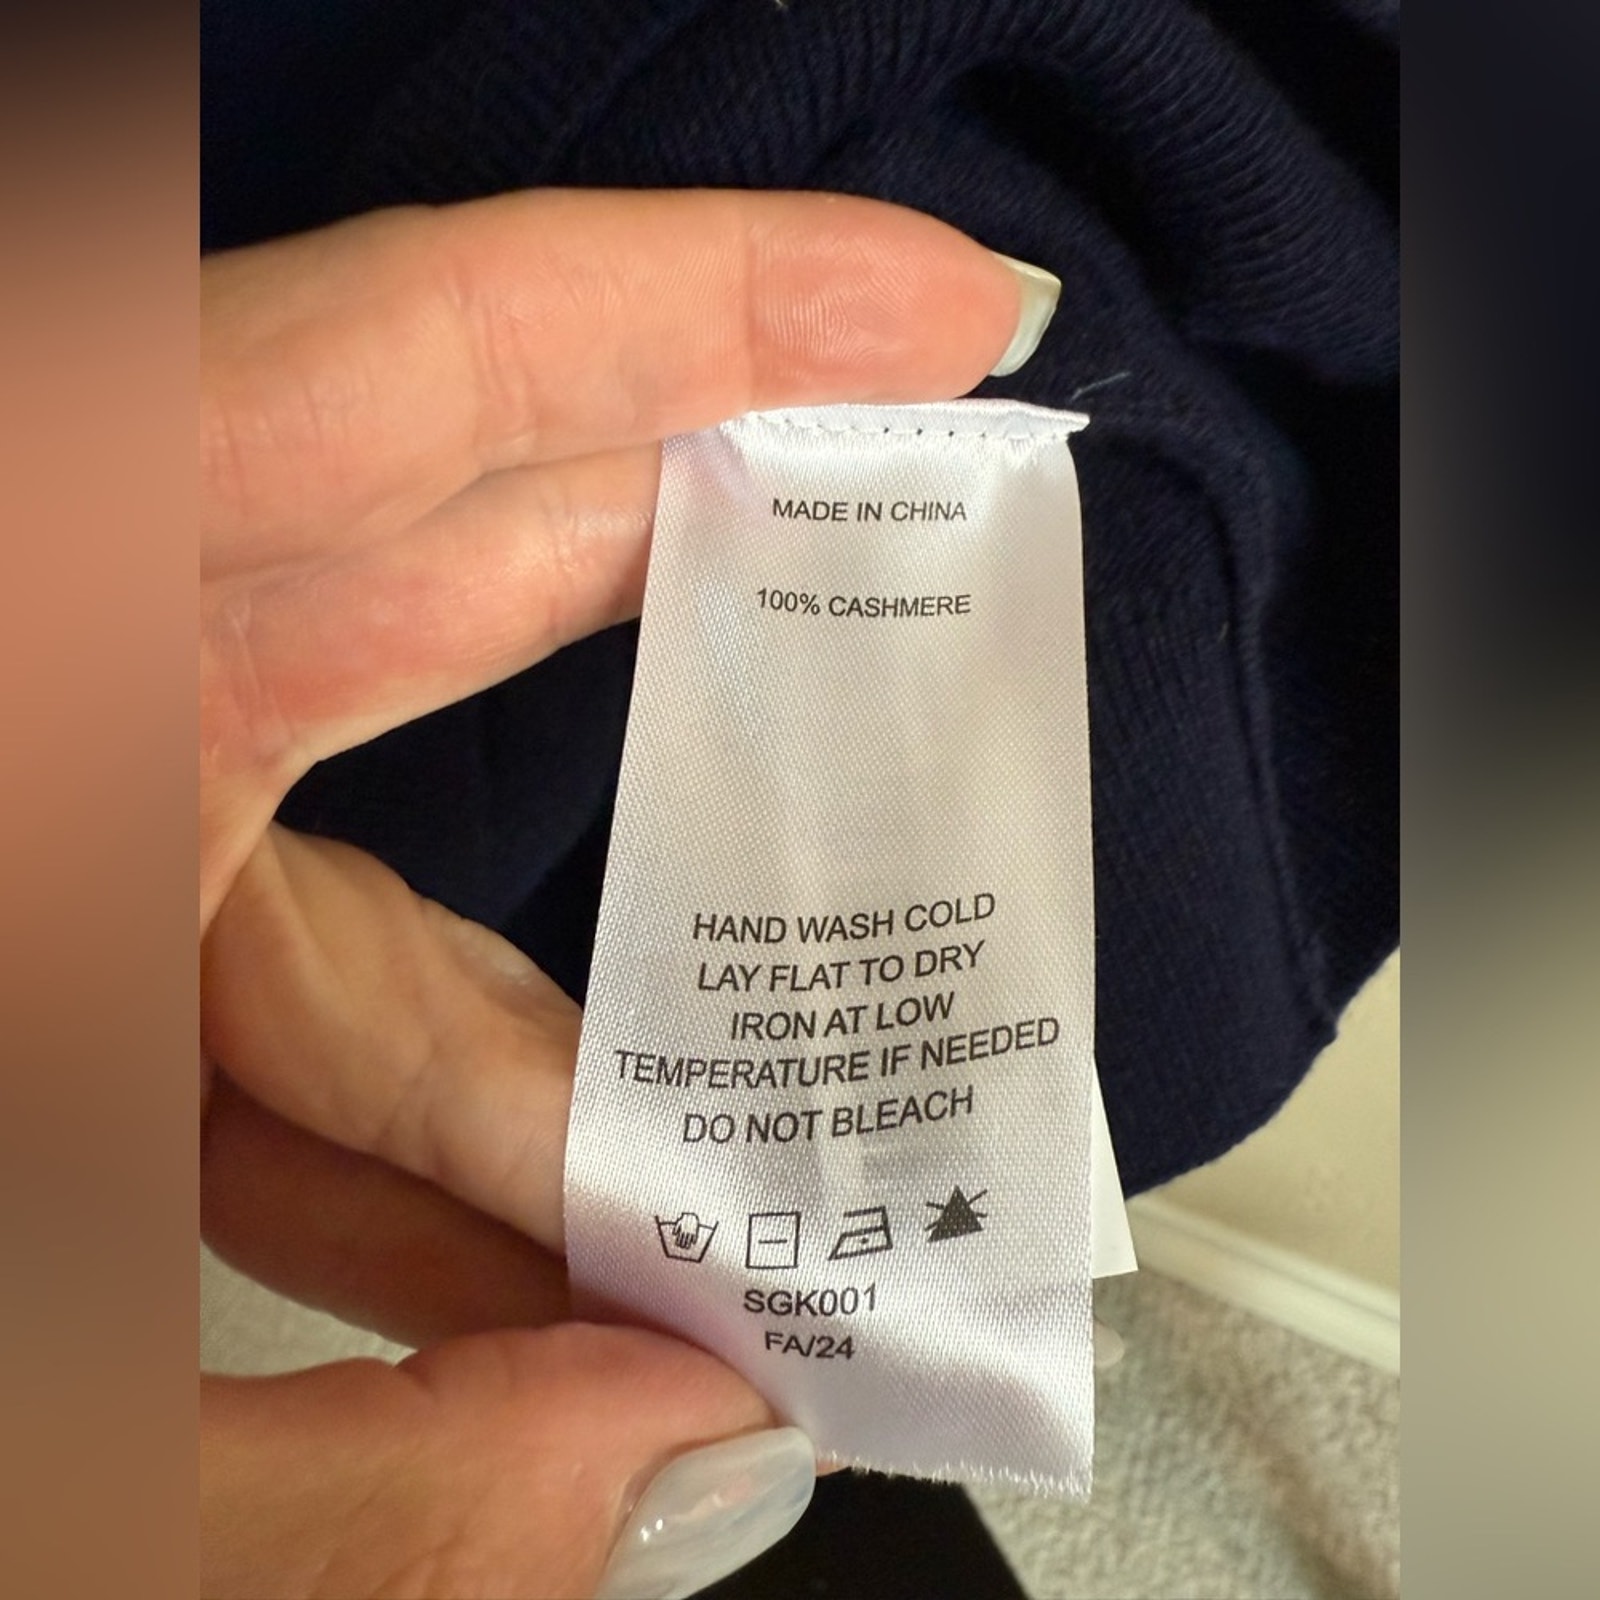 MADE IN CHINA
100% CASHMERE
HAND WASH COLD
LAY FLAT TO DRY
IRON AT LOW
TEMPERATURE IF NEEDED
DO NOT BLEACH
SGK001
FA/24